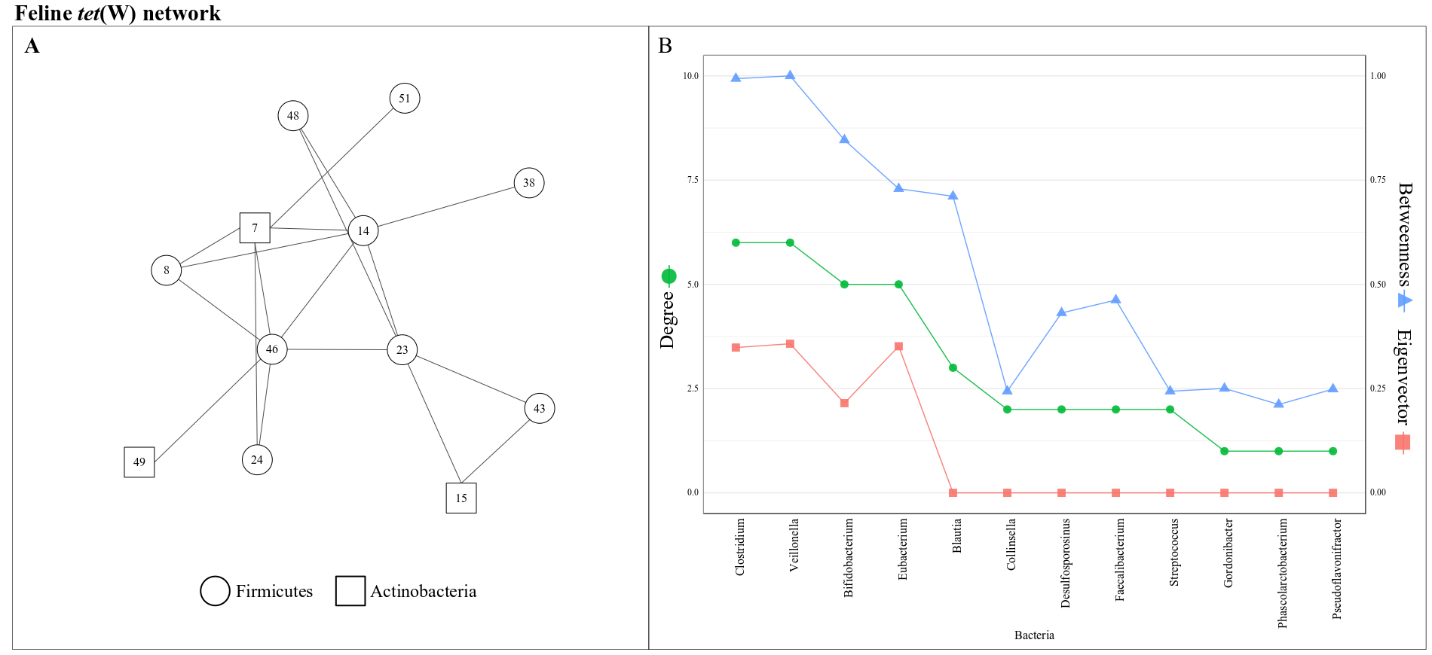 Feline tet(W) network
A
51
48
38
7
14
8
46
23
43
49
24
15
Firmicutes
Actinobacteria
B
10.0
7.5
5.0
2.5
0.0
Degree
1.00
0.75
0.50
0.25
0.00
Betweenness
Eigenvector
Clostridium
Veillonella
Bifidobacterium
Eubacterium
Blautia
Collinsella
Desulfosporosinus
Faecalibacterium
Streptococcus
Gordonibacter
Phascolarctobacterium
Pseudoflavonifractor
Bacteria